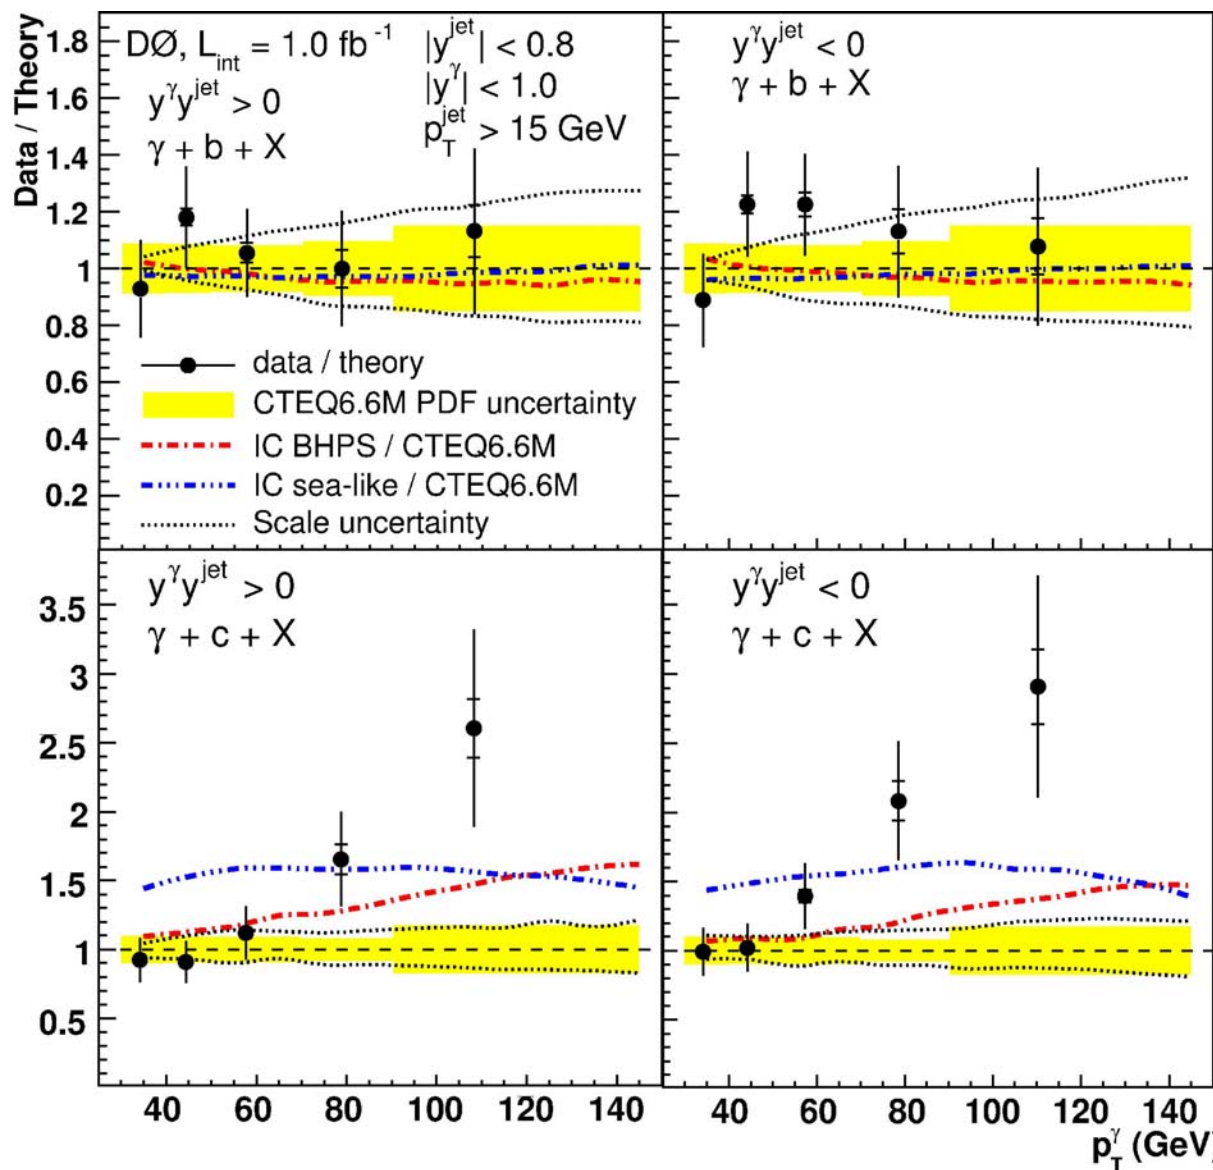 Data / Theory
1.8
1.6
1.4
1.2
1
0.8
0.6
0.4
0.2
DØ, L_int = 1.0 fb⁻¹
y^γ y^jet > 0
γ + b + X
|y^jet| < 0.8
|y^γ| < 1.0
p_T^jet > 15 GeV
data / theory
CTEQ6.6M PDF uncertainty
IC BHPS / CTEQ6.6M
IC sea-like / CTEQ6.6M
Scale uncertainty
y^γ y^jet < 0
γ + b + X
3.5
3
2.5
2
1.5
1
0.5
y^γ y^jet > 0
γ + c + X
y^γ y^jet < 0
γ + c + X
40 60 80 100 120 140
40 60 80 100 120 140
p_T^γ (GeV)